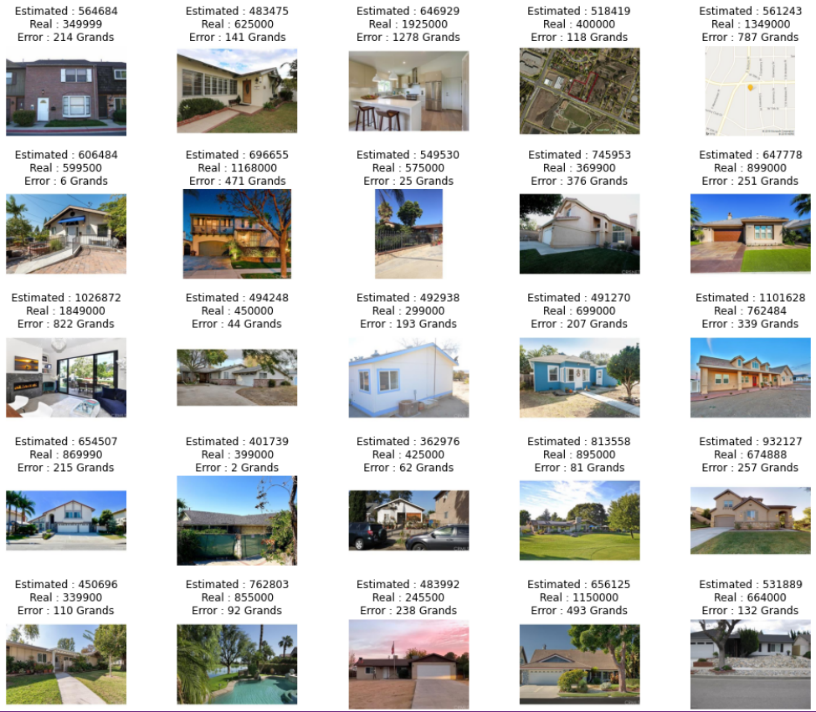 Estimated : 564684
Real : 349999
Error : 214 Grands
Estimated : 483475
Real : 625000
Error : 141 Grands
Estimated : 646929
Real : 1925000
Error : 1278 Grands
Estimated : 518419
Real : 400000
Error : 118 Grands
Estimated : 561243
Real : 1349000
Error : 787 Grands
Estimated : 606484
Real : 599500
Error : 6 Grands
Estimated : 696655
Real : 1168000
Error : 471 Grands
Estimated : 549530
Real : 575000
Error : 25 Grands
Estimated : 745953
Real : 369900
Error : 376 Grands
Estimated : 647778
Real : 899000
Error : 251 Grands
Estimated : 1026872
Real : 1849000
Error : 822 Grands
Estimated : 494248
Real : 450000
Error : 44 Grands
Estimated : 492938
Real : 299000
Error : 193 Grands
Estimated : 491270
Real : 699000
Error : 207 Grands
Estimated : 1101628
Real : 762484
Error : 339 Grands
Estimated : 654507
Real : 869990
Error : 215 Grands
Estimated : 401739
Real : 399000
Error : 2 Grands
Estimated : 362976
Real : 425000
Error : 62 Grands
Estimated : 813558
Real : 895000
Error : 81 Grands
Estimated : 932127
Real : 674888
Error : 257 Grands
Estimated : 450696
Real : 339900
Error : 110 Grands
Estimated : 762803
Real : 855000
Error : 92 Grands
Estimated : 483992
Real : 245500
Error : 238 Grands
Estimated : 656125
Real : 1150000
Error : 493 Grands
Estimated : 531889
Real : 664000
Error : 132 Grands